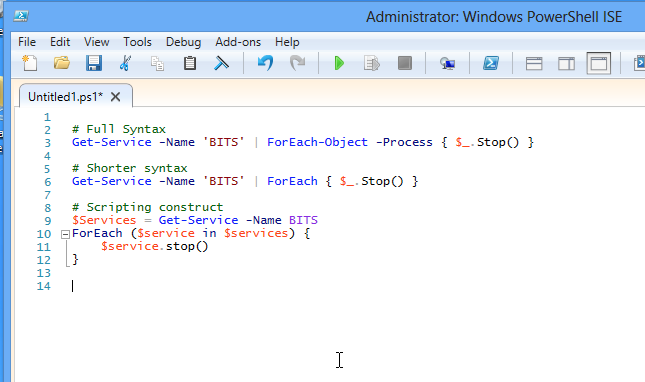 Administrator: Windows PowerShell ISE
File Edit View Tools Debug Add-ons Help
Untitled1.ps1* X
1
2 # Full Syntax
3 Get-Service -Name 'BITS' | ForEach-Object -Process { $_.Stop() }
4
5 # Shorter syntax
6 Get-Service -Name 'BITS' | ForEach { $_.Stop() }
7
8 # Scripting construct
9 $Services = Get-Service -Name BITS
10 ForEach ($service in $services) {
11     $service.stop()
12 }
13
14